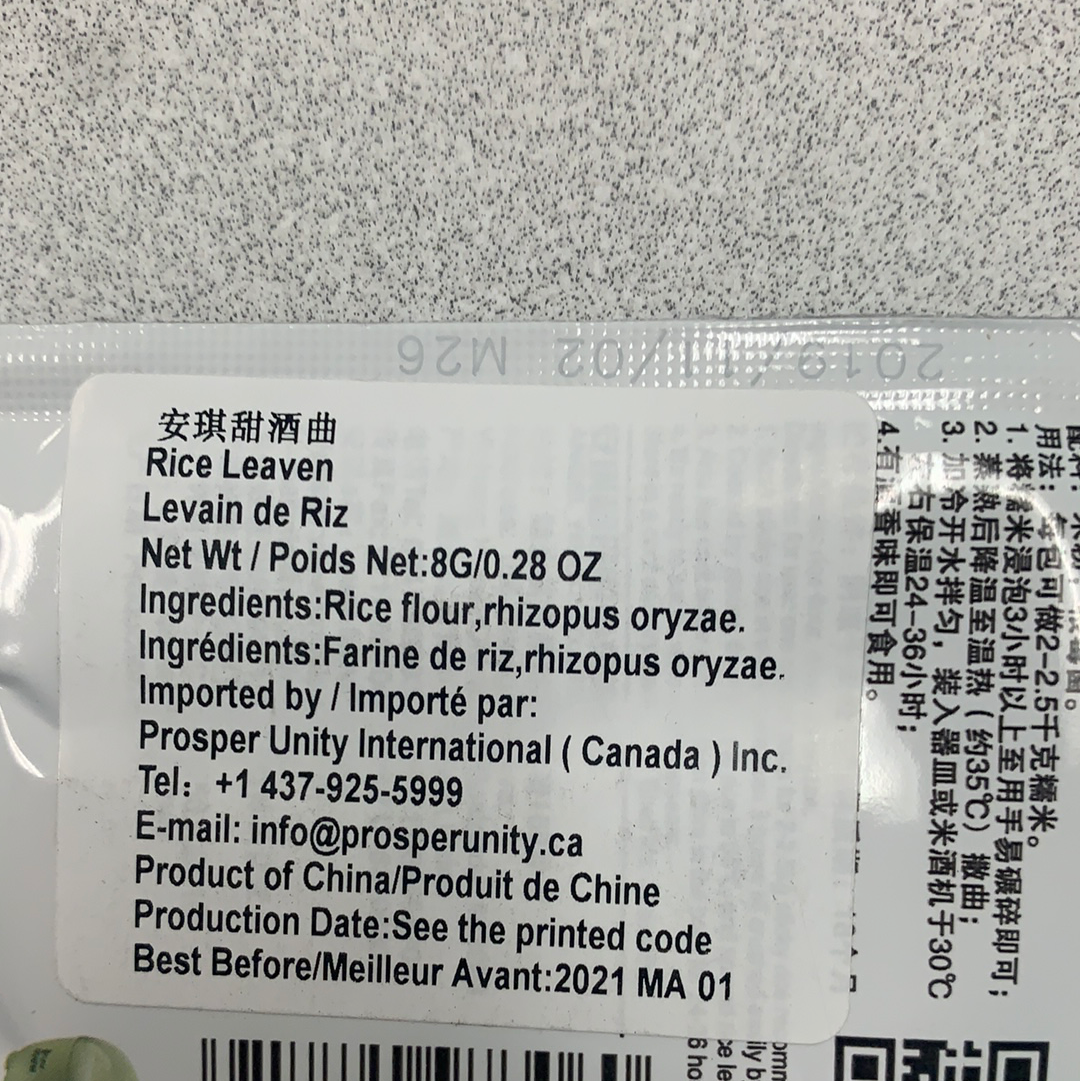 2019/11/02 M26
安琪甜酒曲
Rice Leaven
Levain de Riz
Net Wt / Poids Net:8G/0.28 OZ
Ingredients:Rice flour,rhizopus oryzae.
Ingrédients:Farine de riz,rhizopus oryzae.
Imported by / Importé par:
Prosper Unity International ( Canada ) Inc.
Tel: +1 437-925-5999
E-mail: info@prosperunity.ca
Product of China/Produit de Chine
Production Date:See the printed code
Best Before/Meilleur Avant:2021 MA 01
用法：每包可做2-2.5千克糯米。
1. 将糯米浸泡3小时以上至用手易碾碎即可；
2. 蒸熟后降温至温热（约35℃）撒曲；
3. 加冷开水拌匀，装入器皿或米酒机于30℃
右保温24-36小时；
4.有酒香味即可食用。